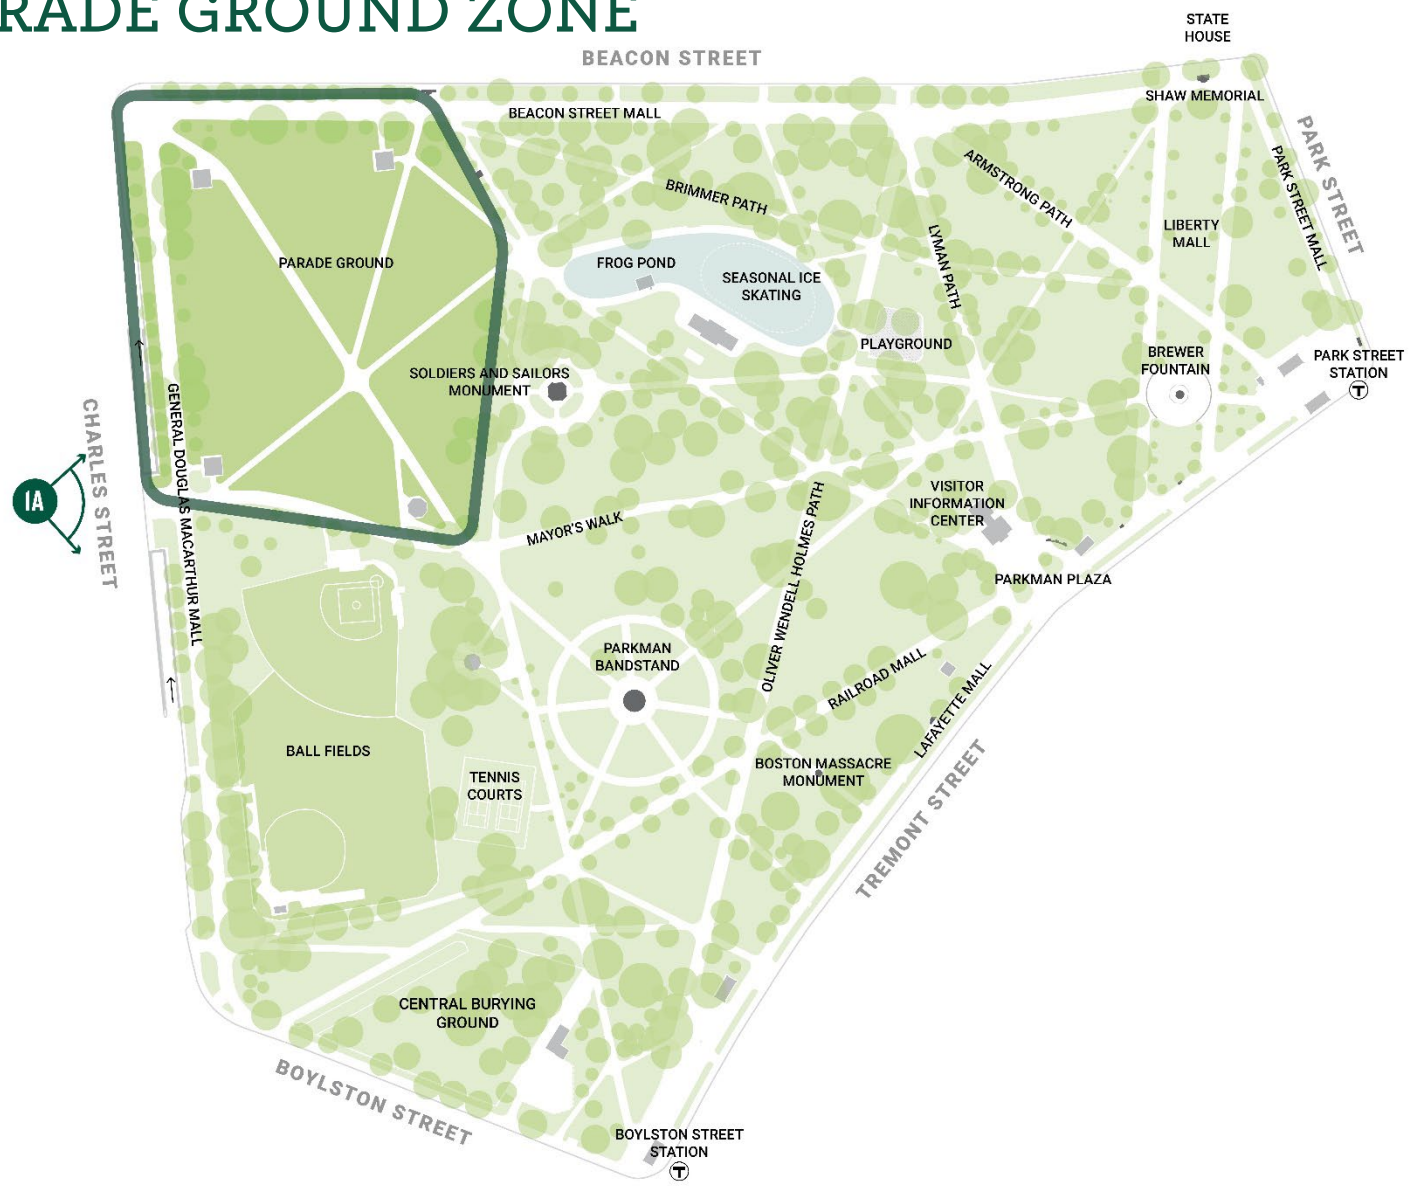 RADE GROUND ZONE
STATE
HOUSE
BEACON STREET
SHAW MEMORIAL
BEACON STREET MALL
PARK STREET
PARK STREET MALL
ARMSTRONG PATH
BRIMMER PATH
LIBERTY
MALL
LYMAN PATH
PARADE GROUND
FROG POND
SEASONAL ICE
SKATING
PLAYGROUND
BREWER
FOUNTAIN
PARK STREET
STATION
T
SOLDIERS AND SAILORS
MONUMENT
GENERAL DOUGLAS MACARTHUR MALL
CHARLES STREET
1A
MAYOR'S WALK
OLIVER WENDELL HOLMES PATH
VISITOR
INFORMATION
CENTER
PARKMAN PLAZA
PARKMAN
BANDSTAND
RAILROAD MALL
LAFAYETTE MALL
BALL FIELDS
TENNIS
COURTS
BOSTON MASSACRE
MONUMENT
TREMONT STREET
CENTRAL BURYING
GROUND
BOYLSTON STREET
BOYLSTON STREET
STATION
T